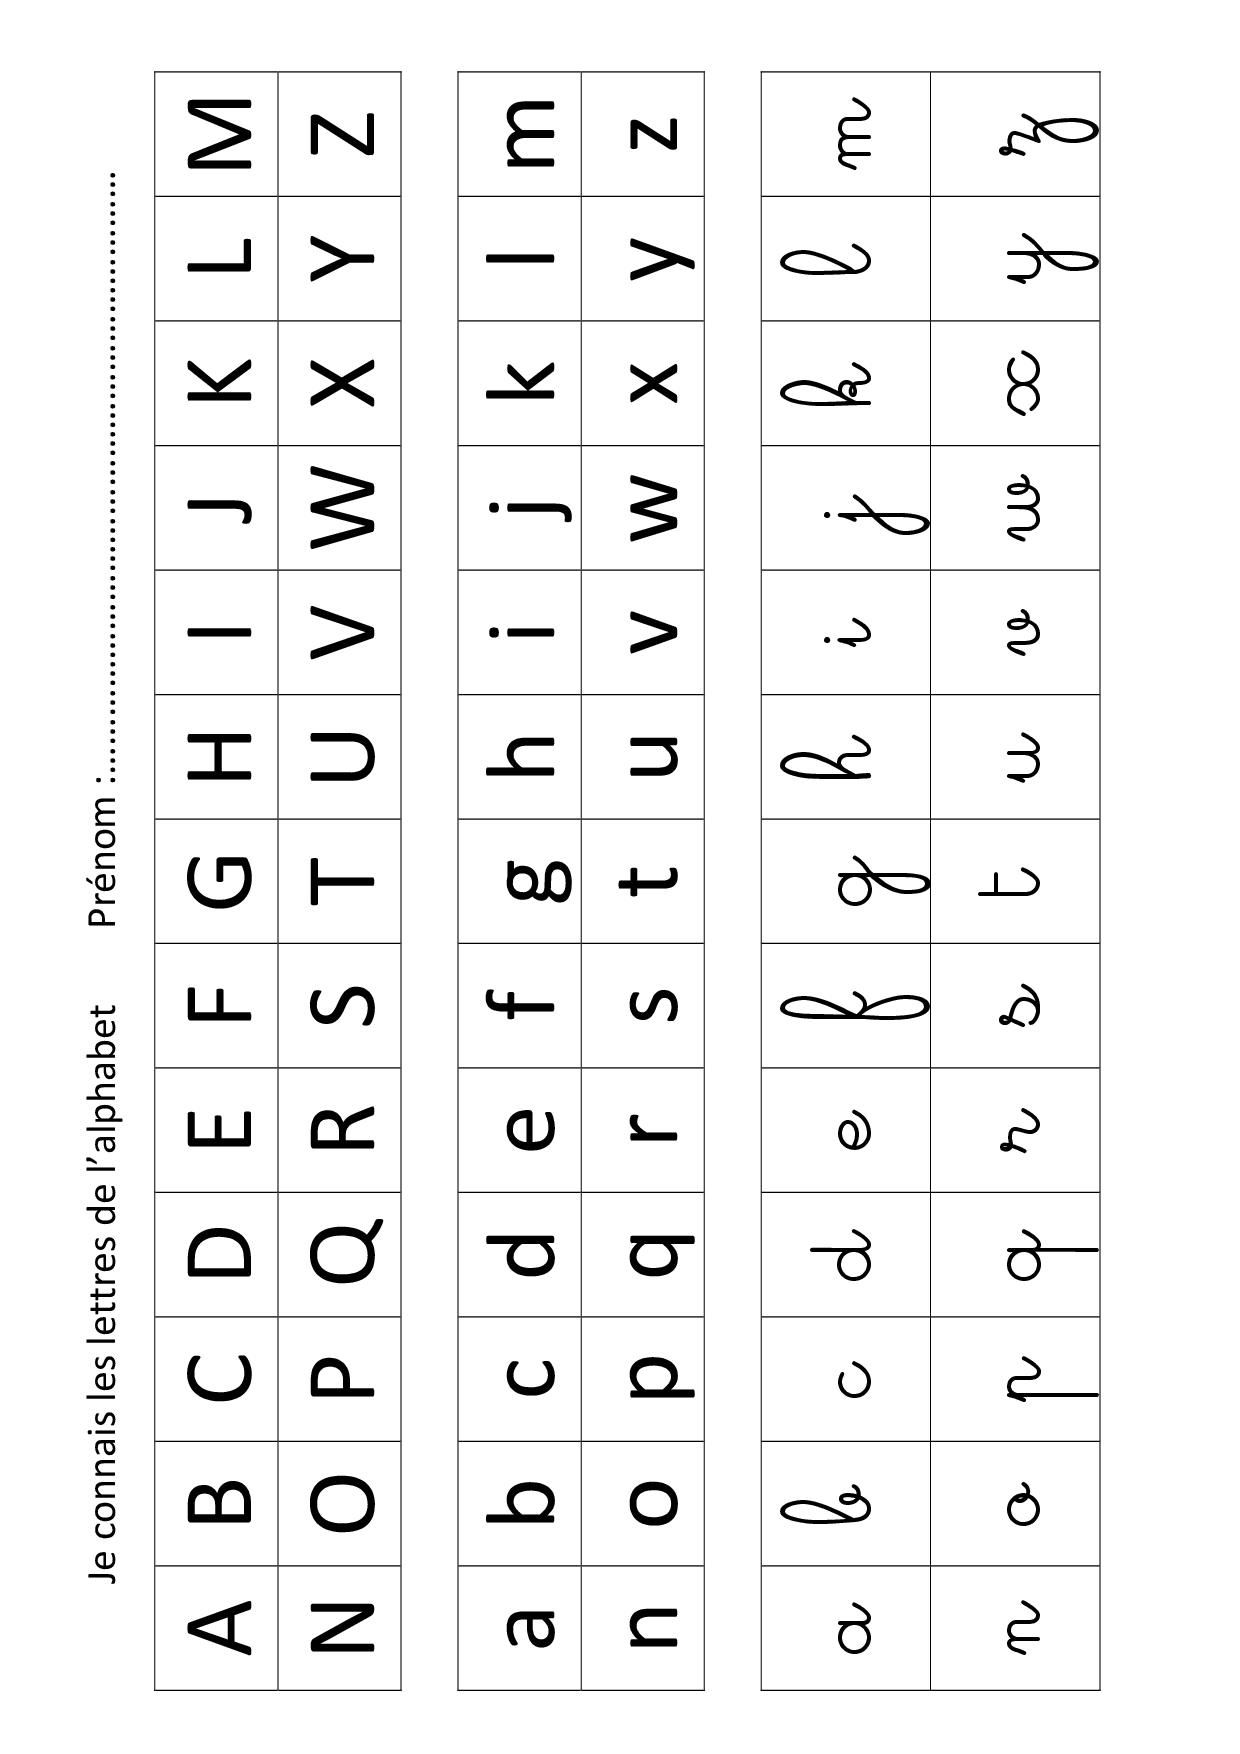 Je connais les lettres de l’alphabet Prénom :……………………………………………………
A B C D E F G H I J K L M
N O P Q R S T U V W X Y Z
a b c d e f g h i j k l m
n o p q r s t u v w x y z
a b c d e f g h i j k l m
n o p q r s t u v w x y z